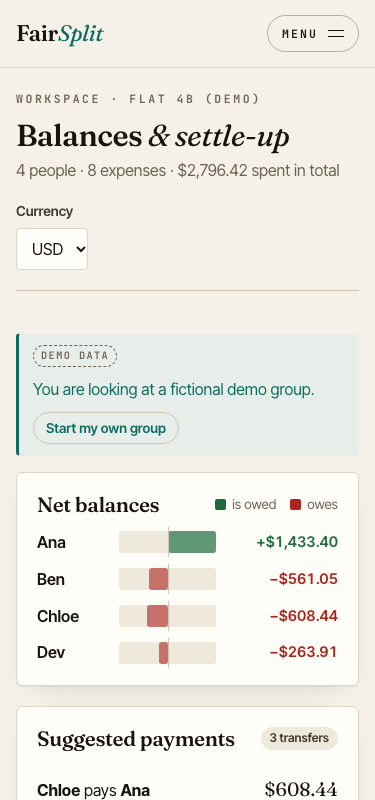 FairSplit
MENU
WORKSPACE · FLAT 4B (DEMO)
Balances & settle-up
4 people · 8 expenses · $2,796.42 spent in total
Currency
USD
DEMO DATA
You are looking at a fictional demo group.
Start my own group
Net balances
is owed
owes
Ana +$1,433.40
Ben −$561.05
Chloe −$608.44
Dev −$263.91
Suggested payments
3 transfers
Chloe pays Ana $608.44